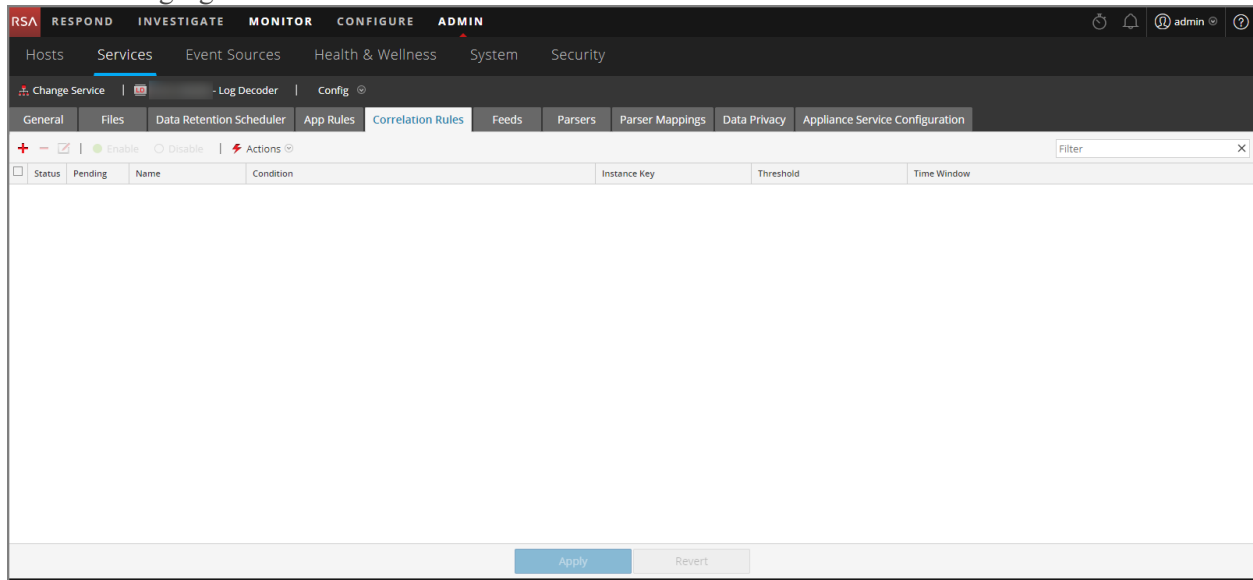 RSA RESPOND INVESTIGATE MONITOR CONFIGURE ADMIN admin ?
Hosts Services Event Sources Health & Wellness System Security
Change Service | LD - Log Decoder | Config
General Files Data Retention Scheduler App Rules Correlation Rules Feeds Parsers Parser Mappings Data Privacy Appliance Service Configuration
Enable Disable | Actions Filter X
Status Pending Name Condition Instance Key Threshold Time Window
Apply Revert